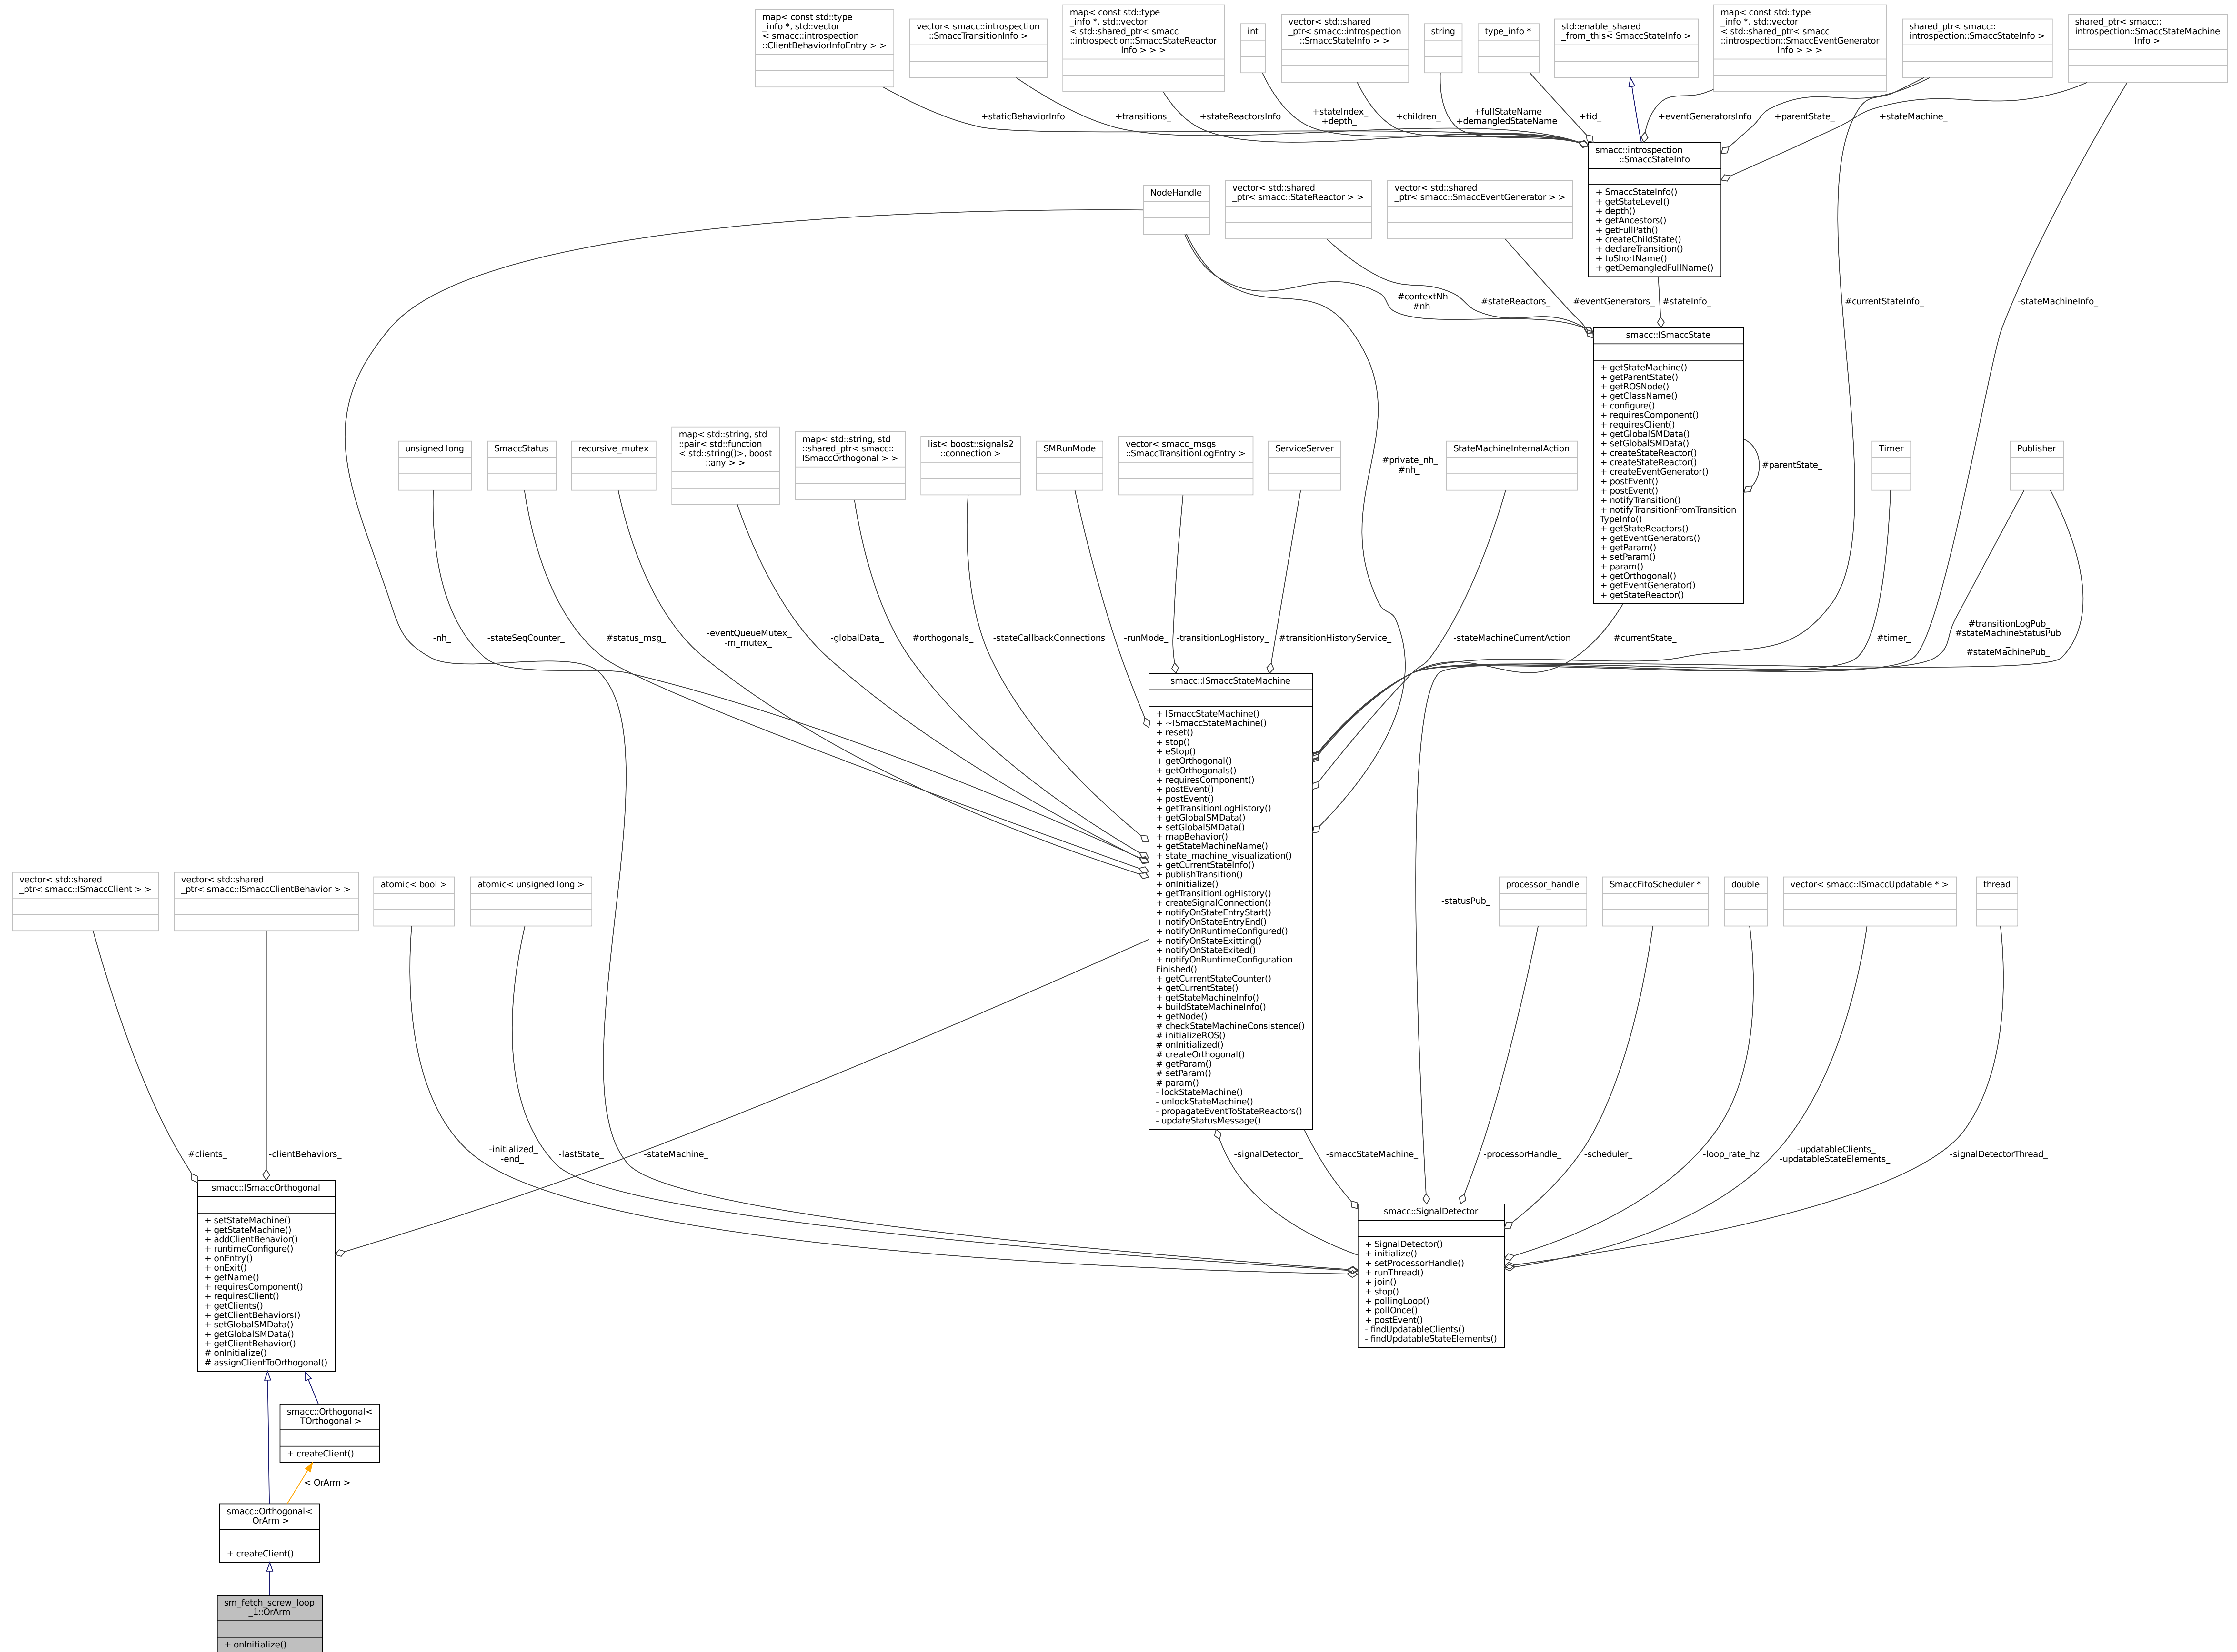 map< const std::type
_info *, std::vector
< smacc::introspection
::ClientBehaviorInfoEntry > >
vector< smacc::introspection
::SmaccTransitionInfo >
map< const std::type
_info *, std::vector
< std::shared_ptr< smacc
::introspection::SmaccStateReactor
Info > > >
int
vector< std::shared
_ptr< smacc::introspection
::SmaccStateInfo > >
string
type_info *
std::enable_shared
_from_this< SmaccStateInfo >
map< const std::type
_info *, std::vector
< std::shared_ptr< smacc
::introspection::SmaccEventGenerator
Info > > >
shared_ptr< smacc::
introspection::SmaccStateInfo >
shared_ptr< smacc::
introspection::SmaccStateMachine
Info >
+staticBehaviorInfo
+transitions_
+stateReactorsInfo
+stateIndex_
+depth_
+children_
+fullStateName
+demangledStateName
+tid_
+eventGeneratorsInfo
+parentState_
+stateMachine_
smacc::introspection
::SmaccStateInfo
+ SmaccStateInfo()
+ getStateLevel()
+ depth()
+ getAncestors()
+ getFullPath()
+ createChildState()
+ declareTransition()
+ toShortName()
+ getDemangledFullName()
NodeHandle
vector< std::shared
_ptr< smacc::StateReactor > >
vector< std::shared
_ptr< smacc::SmaccEventGenerator > >
#contextNh
#nh
#stateReactors_
#eventGenerators_
#stateInfo_
#currentStateInfo_
-stateMachineInfo_
smacc::ISmaccState
+ getStateMachine()
+ getParentState()
+ getROSNode()
+ getClassName()
+ configure()
+ requiresComponent()
+ requiresClient()
+ getGlobalSMData()
+ setGlobalSMData()
+ createStateReactor()
+ createStateReactor()
+ createEventGenerator()
+ postEvent()
+ postEvent()
+ notifyTransition()
+ notifyTransitionFromTransition
TypeInfo()
+ getStateReactors()
+ getEventGenerators()
+ getParam()
+ setParam()
+ param()
+ getOrthogonal()
+ getEventGenerator()
+ getStateReactor()
#parentState_
unsigned long
SmaccStatus
recursive_mutex
map< std::string, std
::pair< std::function
< std::string()>, boost
::any > >
map< std::string, std
::shared_ptr< smacc::
ISmaccOrthogonal > >
list< boost::signals2
::connection >
SMRunMode
vector< smacc_msgs
::SmaccTransitionLogEntry >
ServiceServer
#private_nh_
#nh_
StateMachineInternalAction
Timer
Publisher
-nh_
-stateSeqCounter_
#status_msg_
-eventQueueMutex_
-m_mutex_
-globalData_
#orthogonals_
-stateCallbackConnections
-runMode_
-transitionLogHistory_
#transitionHistoryService_
-stateMachineCurrentAction
#currentState_
#timer_
#transitionLogPub_
#stateMachineStatusPub
_
#stateMachinePub_
smacc::ISmaccStateMachine
+ ISmaccStateMachine()
+ ~ISmaccStateMachine()
+ reset()
+ stop()
+ eStop()
+ getOrthogonal()
+ getOrthogonals()
+ requiresComponent()
+ postEvent()
+ postEvent()
+ getTransitionLogHistory()
+ getGlobalSMData()
+ setGlobalSMData()
+ mapBehavior()
+ getStateMachineName()
+ state_machine_visualization()
+ getCurrentStateInfo()
+ publishTransition()
+ onInitialize()
+ getTransitionLogHistory()
+ createSignalConnection()
+ notifyOnStateEntryStart()
+ notifyOnStateEntryEnd()
+ notifyOnRuntimeConfigured()
+ notifyOnStateExitting()
+ notifyOnStateExited()
+ notifyOnRuntimeConfiguration
Finished()
+ getCurrentStateCounter()
+ getCurrentState()
+ getStateMachineInfo()
+ buildStateMachineInfo()
+ getNode()
# checkStateMachineConsistence()
# initializeROS()
# onInitialized()
# createOrthogonal()
# getParam()
# setParam()
# param()
- lockStateMachine()
- unlockStateMachine()
- propagateEventToStateReactors()
- updateStatusMessage()
vector< std::shared
_ptr< smacc::ISmaccClient > >
vector< std::shared
_ptr< smacc::ISmaccClientBehavior > >
atomic< bool >
atomic< unsigned long >
-statusPub_
processor_handle
SmaccFifoScheduler *
double
vector< smacc::ISmaccUpdatable * >
thread
#clients_
-clientBehaviors_
-initialized_
-end_
-lastState_
-stateMachine_
-signalDetector_
-smaccStateMachine_
-processorHandle_
-scheduler_
-loop_rate_hz
-updatableClients_
-updatableStateElements_
-signalDetectorThread_
smacc::ISmaccOrthogonal
+ setStateMachine()
+ getStateMachine()
+ addClientBehavior()
+ runtimeConfigure()
+ onEntry()
+ onExit()
+ getName()
+ requiresComponent()
+ requiresClient()
+ getClients()
+ getClientBehaviors()
+ setGlobalSMData()
+ getGlobalSMData()
+ getClientBehavior()
# onInitialize()
# assignClientToOrthogonal()
smacc::SignalDetector
+ SignalDetector()
+ initialize()
+ setProcessorHandle()
+ runThread()
+ join()
+ stop()
+ pollingLoop()
+ pollOnce()
+ postEvent()
- findUpdatableClients()
- findUpdatableStateElements()
smacc::Orthogonal<
TOrthogonal >
+ createClient()
< OrArm >
smacc::Orthogonal<
OrArm >
+ createClient()
sm_fetch_screw_loop
_1::OrArm
+ onInitialize()